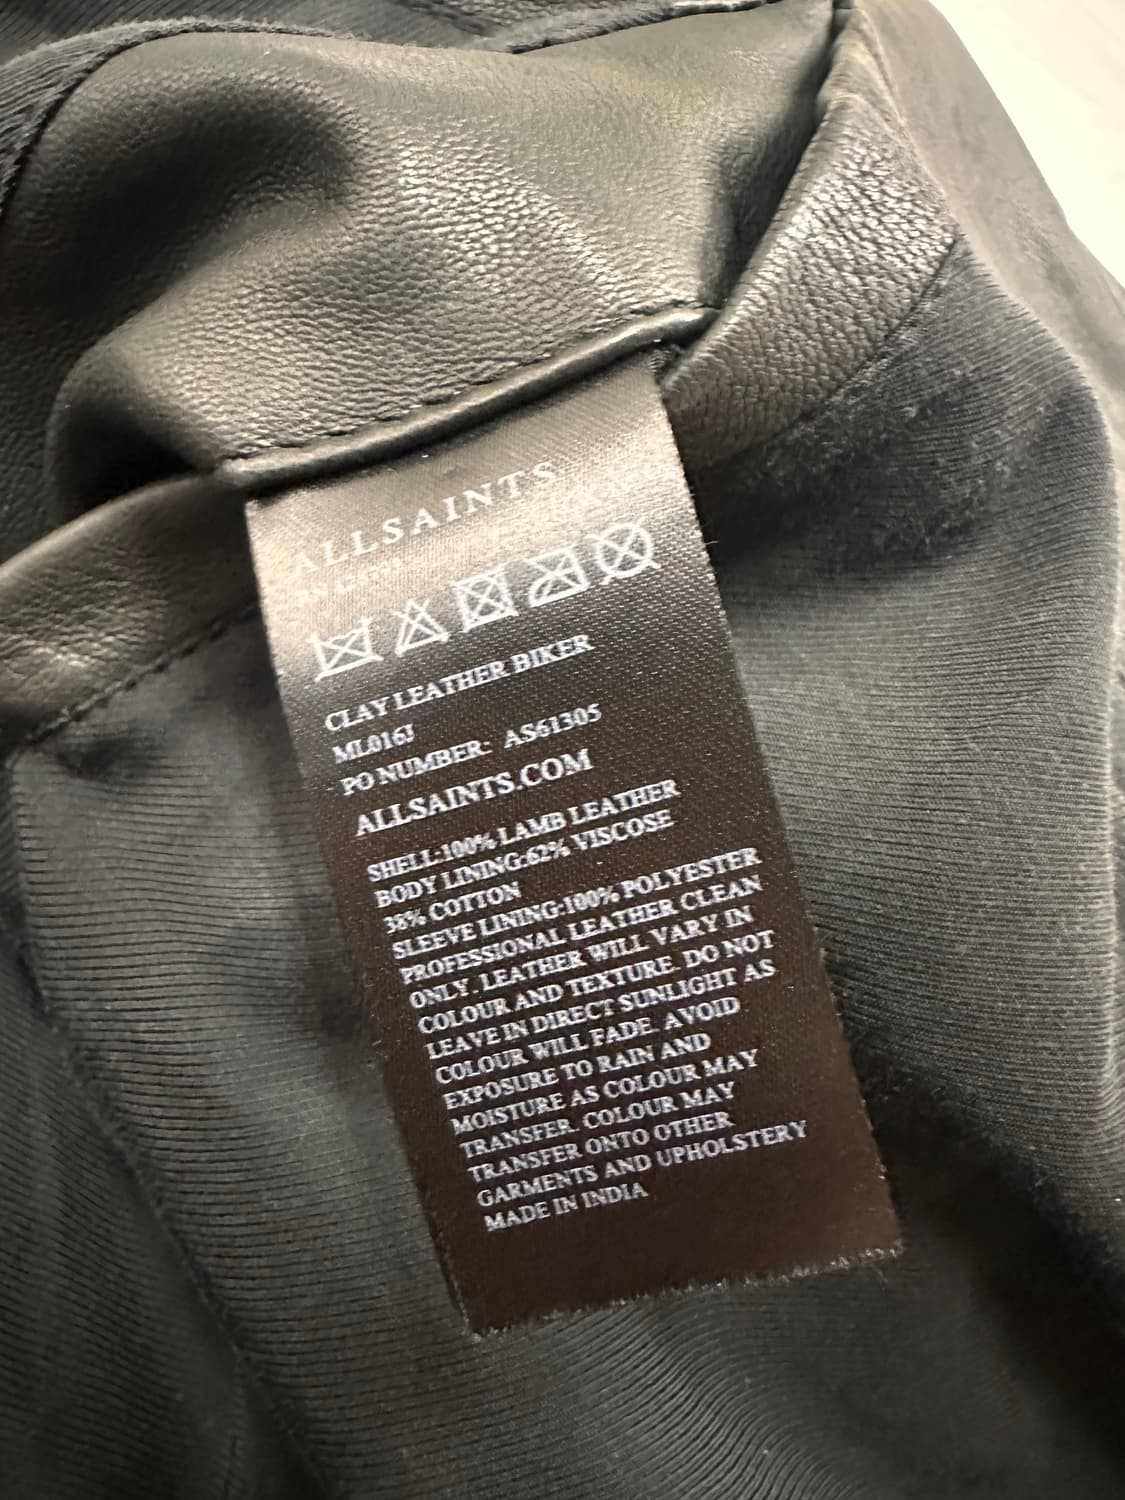 ALLSAINTS
CLAY LEATHER BIKER
ML016J
PO NUMBER: AS61305
ALLSAINTS.COM
SHELL:100% LAMB LEATHER
BODY LINING:62% VISCOSE
38% COTTON
SLEEVE LINING:100% POLYESTER
PROFESSIONAL LEATHER CLEAN
ONLY. LEATHER WILL VARY IN
COLOUR AND TEXTURE. DO NOT
LEAVE IN DIRECT SUNLIGHT AS
COLOUR WILL FADE. AVOID
EXPOSURE TO RAIN AND
MOISTURE AS COLOUR MAY
TRANSFER. COLOUR MAY
TRANSFER ONTO OTHER
GARMENTS AND UPHOLSTERY
MADE IN INDIA